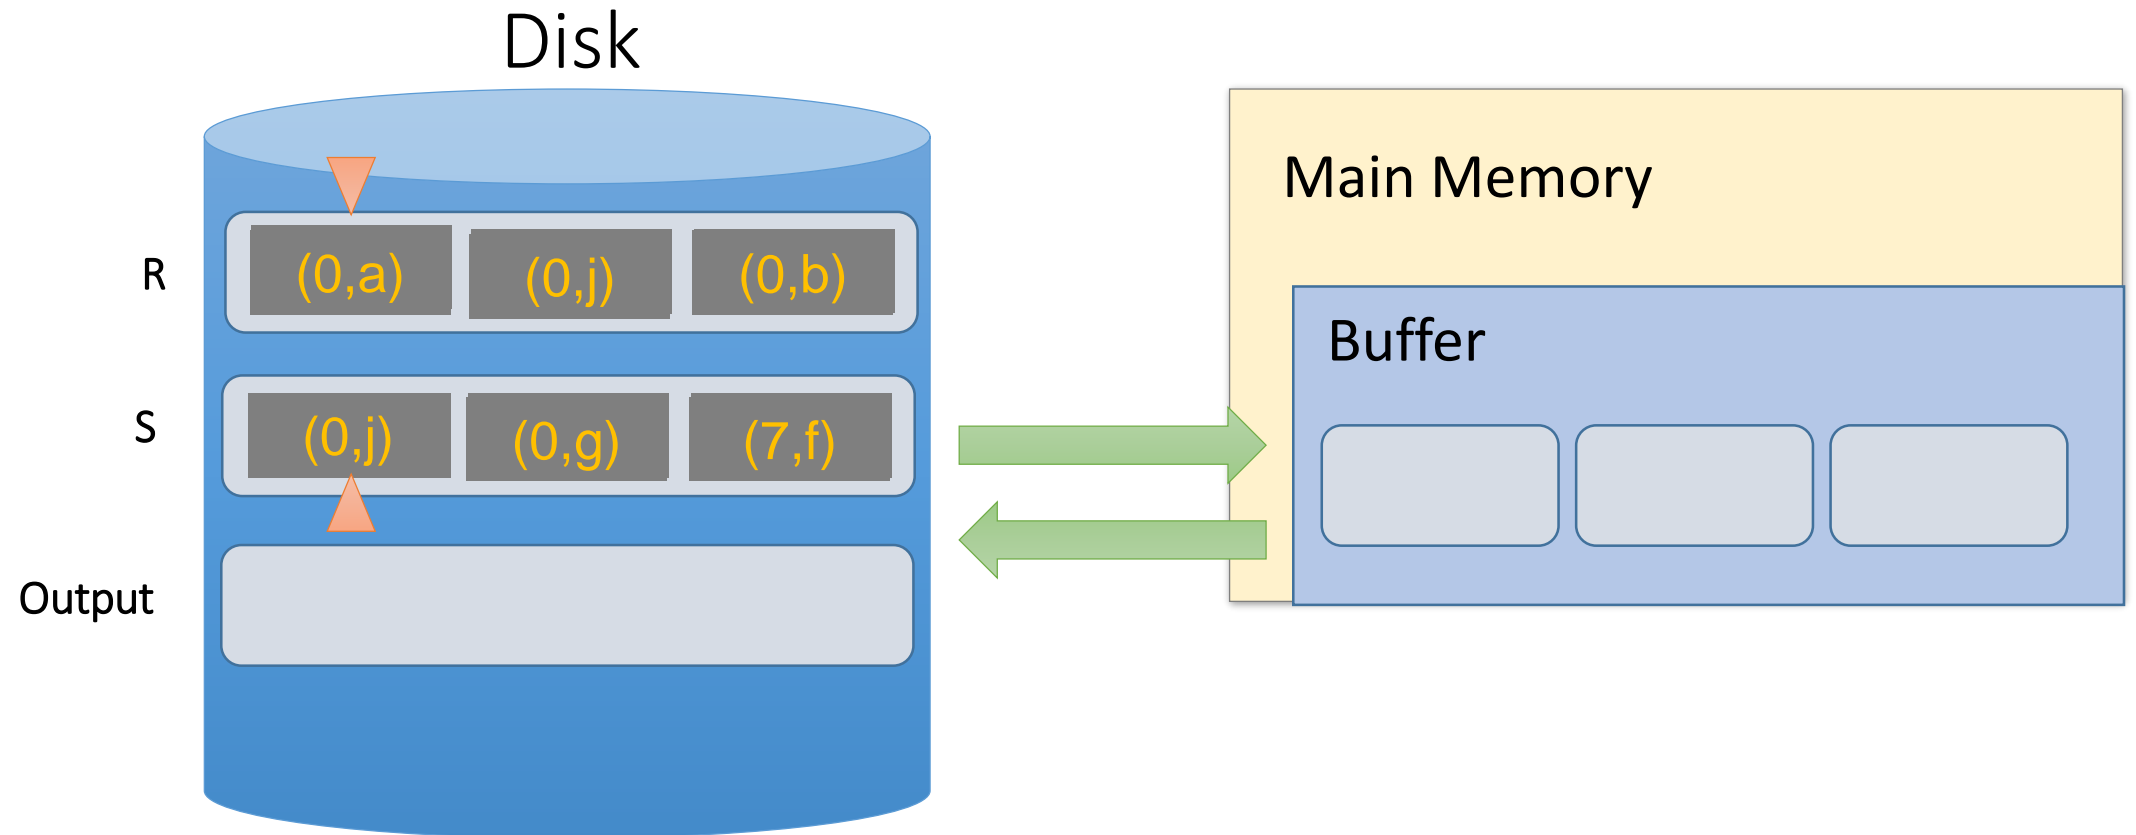 Disk
Main Memory
R
(0,a) (0,j) (0,b)
Buffer
S
(0,j) (0,g) (7,f)
Output